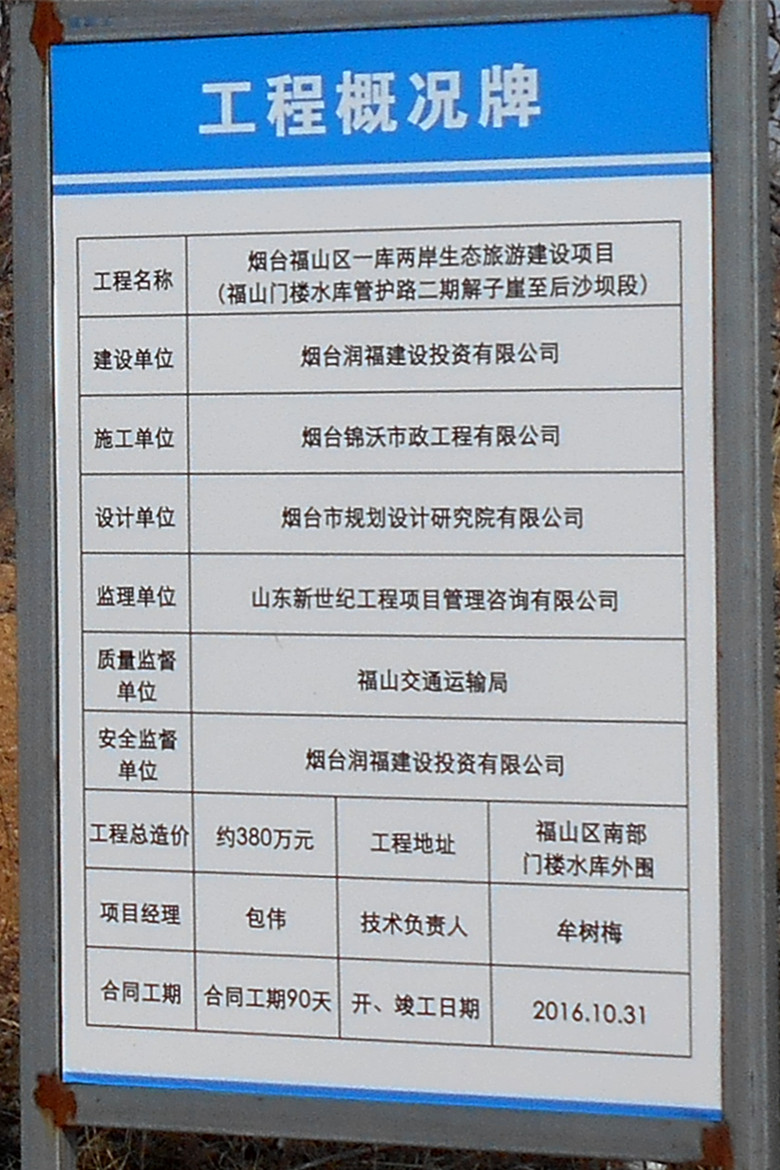 工程概况牌
工程名称
烟台福山区一库两岸生态旅游建设项目
（福山门楼水库管护路二期解子崖至后沙坝段）
建设单位
烟台润福建设投资有限公司
施工单位
烟台锦沃市政工程有限公司
设计单位
烟台市规划设计研究院有限公司
监理单位
山东新世纪工程项目管理咨询有限公司
质量监督
单位
福山交通运输局
安全监督
单位
烟台润福建设投资有限公司
工程总造价
约380万元
工程地址
福山区南部
门楼水库外围
项目经理
包伟
技术负责人
牟树梅
合同工期
合同工期90天
开、竣工日期
2016.10.31